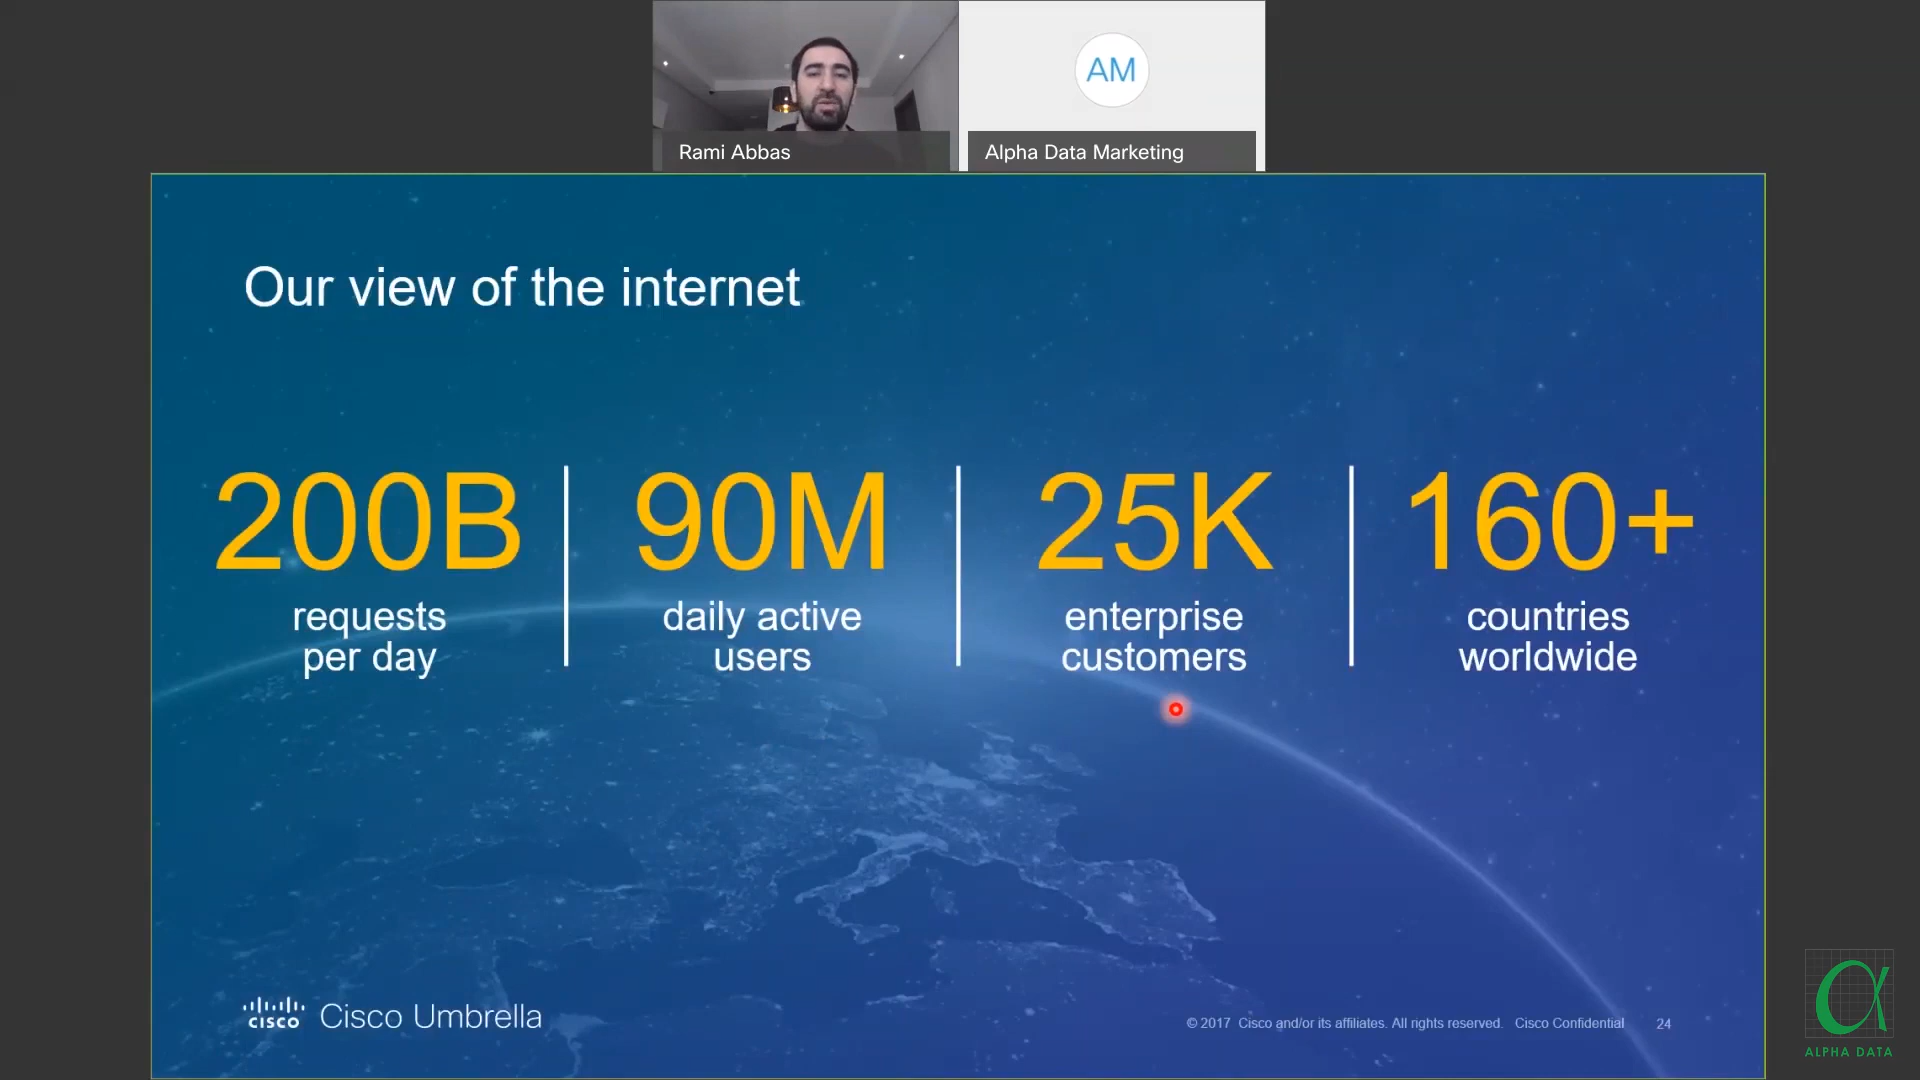 AM
Rami Abbas
Alpha Data Marketing
Our view of the internet
200B
requests
per day
90M
daily active
users
25K
enterprise
customers
160+
countries
worldwide
cisco
Cisco Umbrella
© 2017 Cisco and/or its affiliates. All rights reserved. Cisco Confidential
24
α
ALPHA DATA